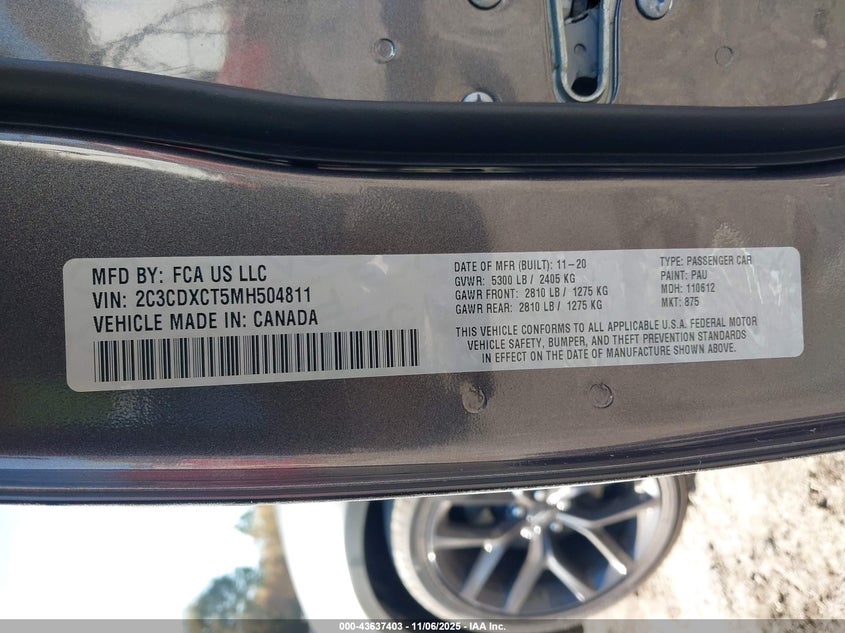 MFD BY: FCA US LLC
VIN: 2C3CDXCT5MH504811
VEHICLE MADE IN: CANADA
DATE OF MFR (BUILT): 11-20
GVWR: 5300 LB / 2405 KG
GAWR FRONT: 2810 LB / 1275 KG
GAWR REAR: 2810 LB / 1275 KG
TYPE: PASSENGER CAR
PAINT: PAU
MDH: 110612
MKT: 875
THIS VEHICLE CONFORMS TO ALL APPLICABLE U.S.A. FEDERAL MOTOR
VEHICLE SAFETY, BUMPER, AND THEFT PREVENTION STANDARDS
IN EFFECT ON THE DATE OF MANUFACTURE SHOWN ABOVE.
000-43637403 - 11/06/2025 - IAA Inc.